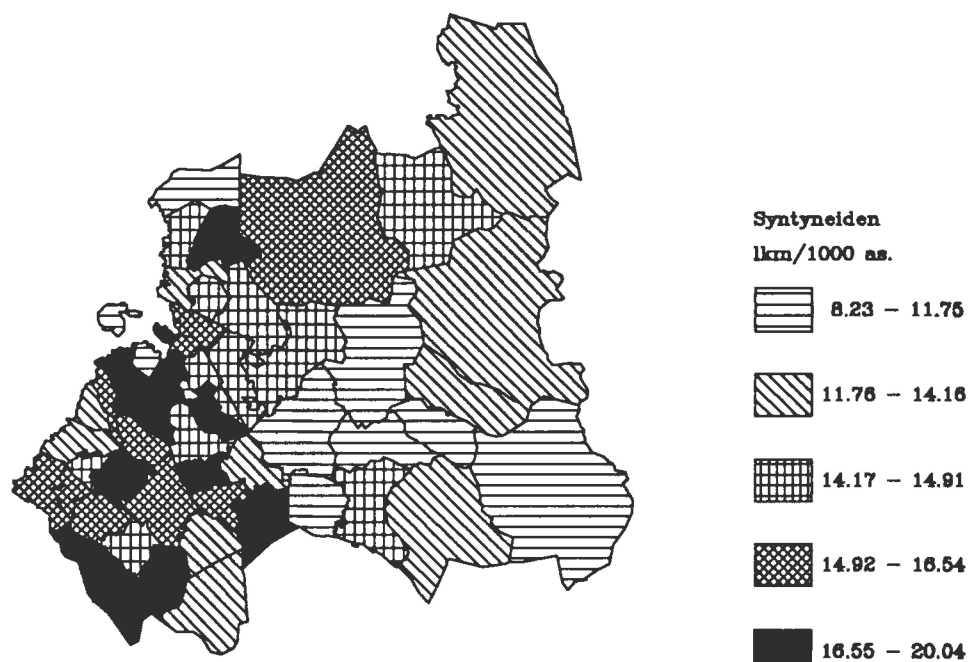 Syntyneiden
lkm/1000 as.
8.23 – 11.75
11.76 – 14.16
14.17 – 14.91
14.92 – 16.54
16.55 – 20.04